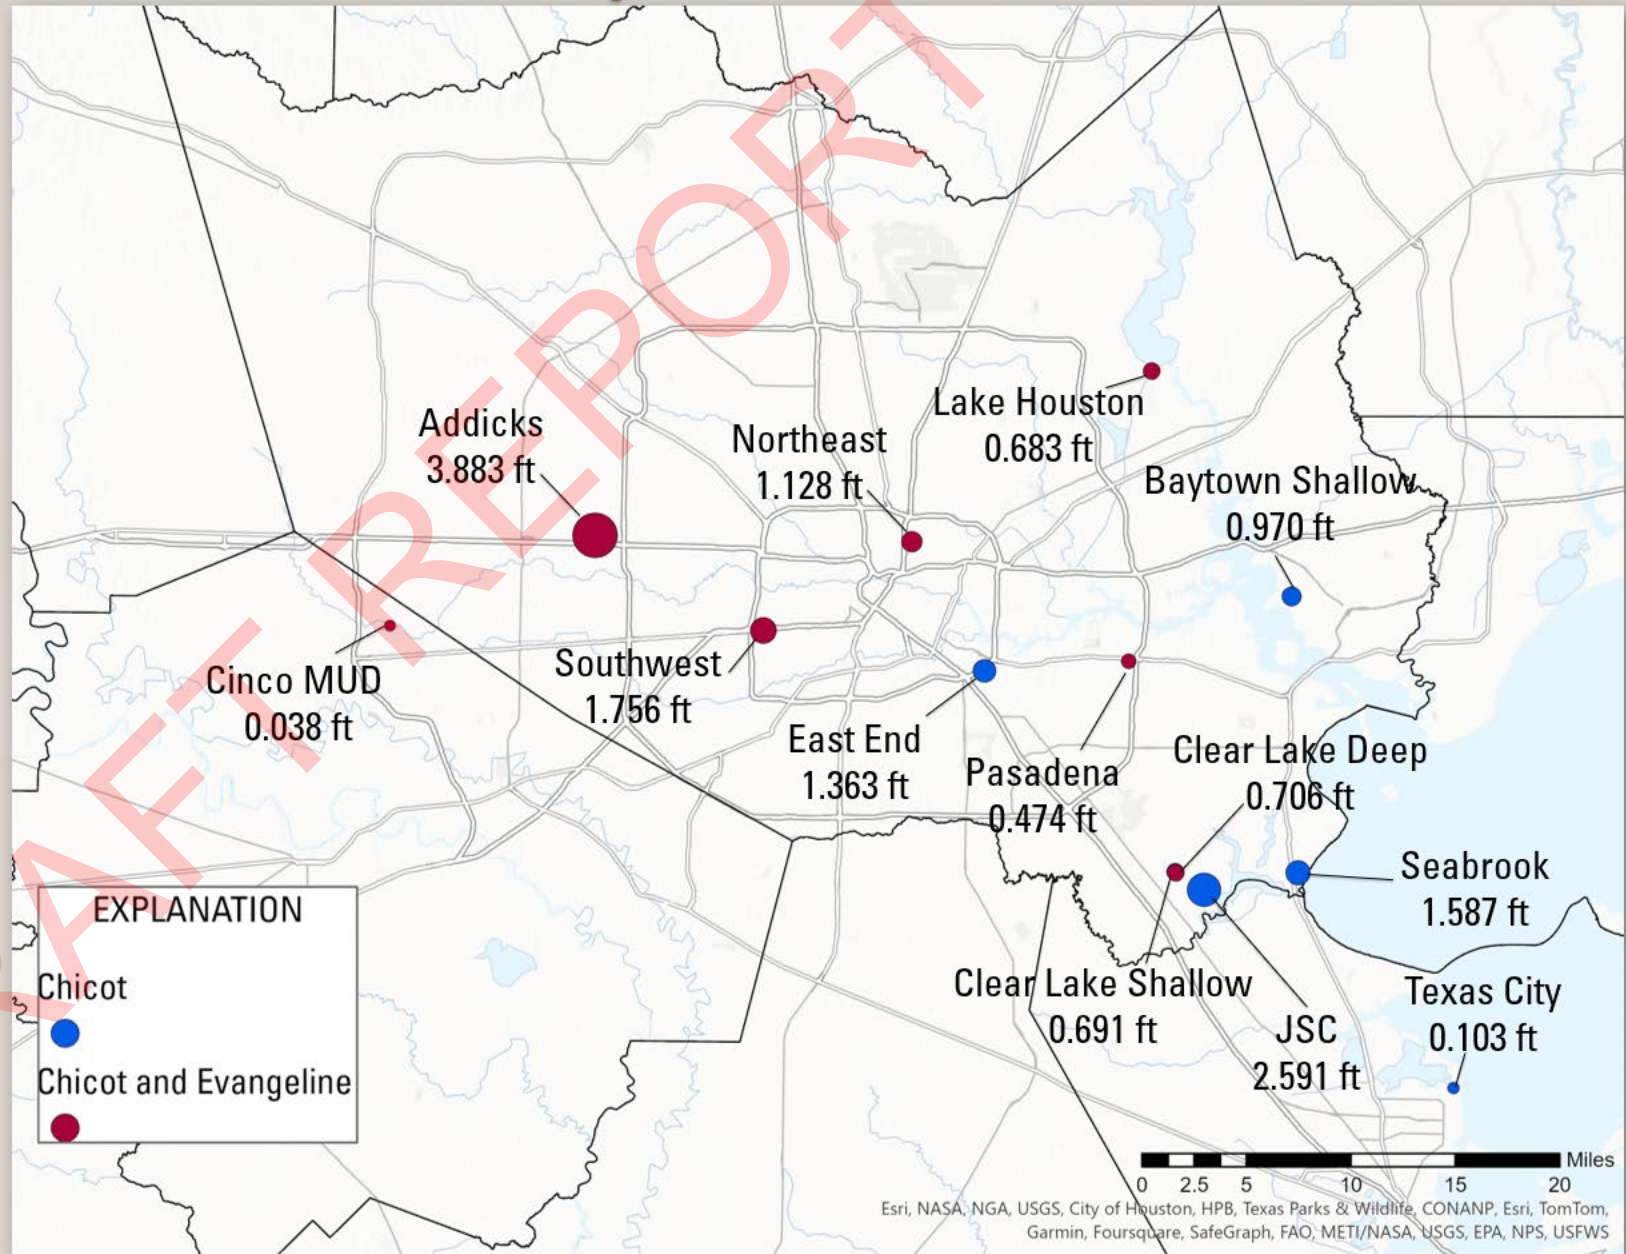 DRAFT REPORT
Lake Houston
0.683 ft
Addicks
3.883 ft
Northeast
1.128 ft
Baytown Shallow
0.970 ft
Cinco MUD
0.038 ft
Southwest
1.756 ft
East End
1.363 ft
Pasadena
0.474 ft
Clear Lake Deep
0.706 ft
Seabrook
1.587 ft
Clear Lake Shallow
0.691 ft
JSC
2.591 ft
Texas City
0.103 ft
EXPLANATION
Chicot
Chicot and Evangeline
Miles
0 2.5 5 10 15 20
Esri, NASA, NGA, USGS, City of Houston, HPB, Texas Parks & Wildlife, CONANP, Esri, TomTom,
Garmin, Foursquare, SafeGraph, FAO, METI/NASA, USGS, EPA, NPS, USFWS